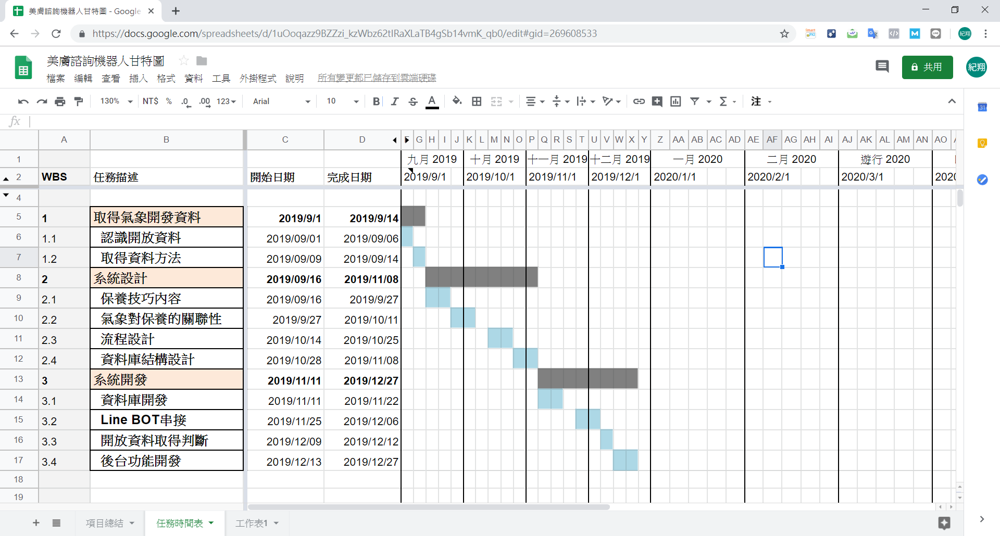 美膚諮詢機器人甘特圖 - Google
https://docs.google.com/spreadsheets/d/1uOoqazz9BZZzi_kzWbz62tIRaXLaTB4gSb14vmK_qb0/edit#gid=269608533
紀翔
美膚諮詢機器人甘特圖
檔案 編輯 查看 插入 格式 資料 工具 外掛程式 說明 所有變更都已儲存到雲端硬碟
共用
紀翔
130% NT$ % .0 .00 123 Arial 10 B I S A Σ 注
fx
31
A B C D F G H I J K L M N O P Q R S T U V W X Y Z AA AB AC AD AE AF AG AH AI AJ AK AL AM AN AO
1 九月 2019 十月 2019 十一月 2019 十二月 2019 一月 2020 二月 2020 遊行 2020
2 WBS 任務描述 開始日期 完成日期 2019/9/1 2019/10/1 2019/11/1 2019/12/1 2020/1/1 2020/2/1 2020/3/1 2020
4
5 1 取得氣象開發資料 2019/9/1 2019/9/14
6 1.1 認識開放資料 2019/09/01 2019/09/06
7 1.2 取得資料方法 2019/09/09 2019/09/14
8 2 系統設計 2019/09/16 2019/11/08
9 2.1 保養技巧內容 2019/09/16 2019/9/27
10 2.2 氣象對保養的關聯性 2019/9/27 2019/10/11
11 2.3 流程設計 2019/10/14 2019/10/25
12 2.4 資料庫結構設計 2019/10/28 2019/11/08
13 3 系統開發 2019/11/11 2019/12/27
14 3.1 資料庫開發 2019/11/11 2019/11/22
15 3.2 Line BOT串接 2019/11/25 2019/12/06
16 3.3 開放資料取得判斷 2019/12/09 2019/12/12
17 3.4 後台功能開發 2019/12/13 2019/12/27
18
19
項目總結 任務時間表 工作表1